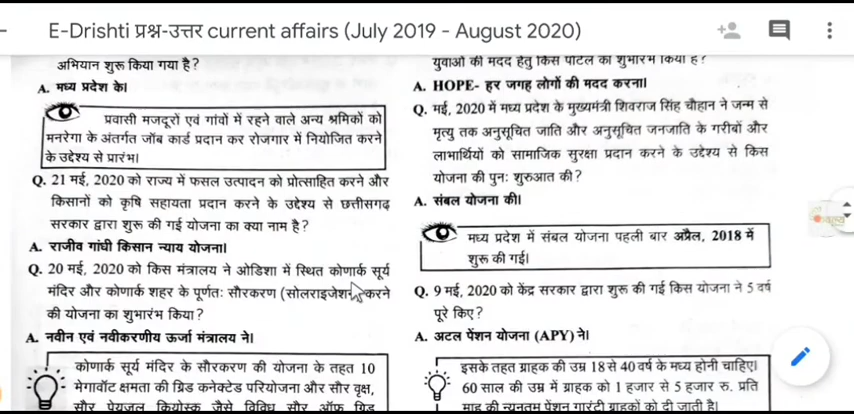 E-Drishti प्रश्न-उत्तर current affairs (July 2019 - August 2020)
अभियान शुरू किया गया है?
A. मध्य प्रदेश के।
प्रवासी मजदूरों एवं गांवों में रहने वाले अन्य श्रमिकों को
मनरेगा के अंतर्गत जॉब कार्ड प्रदान कर रोजगार में नियोजित करने
के उद्देश्य से प्रारंभ।
Q. 21 मई, 2020 को राज्य में फसल उत्पादन को प्रोत्साहित करने और
किसानों को कृषि सहायता प्रदान करने के उद्देश्य से छत्तीसगढ़
सरकार द्वारा शुरू की गई योजना का क्या नाम है?
A. राजीव गांधी किसान न्याय योजना।
Q. 20 मई, 2020 को किस मंत्रालय ने ओडिशा में स्थित कोणार्क सूर्य
मंदिर और कोणार्क शहर के पूर्णतः सौरकरण (सोलराइजेशन) करने
की योजना का शुभारंभ किया?
A. नवीन एवं नवीकरणीय ऊर्जा मंत्रालय ने।
कोणार्क सूर्य मंदिर के सौरकरण की योजना के तहत 10
मेगावॉट क्षमता की ग्रिड कनेक्टेड परियोजना और सौर वृक्ष,
सौर पेयजल कियोस्क जैसे विविध सौर ऑफ ग्रिड
युवाओं की मदद हेतु किस पोर्टल का शुभारंभ किया है?
A. HOPE- हर जगह लोगों की मदद करना।
Q. मई, 2020 में मध्य प्रदेश के मुख्यमंत्री शिवराज सिंह चौहान ने जन्म से
मृत्यु तक अनुसूचित जाति और अनुसूचित जनजाति के गरीबों और
लाभार्थियों को सामाजिक सुरक्षा प्रदान करने के उद्देश्य से किस
योजना की पुनः शुरुआत की?
A. संबल योजना की।
मध्य प्रदेश में संबल योजना पहली बार अप्रैल, 2018 में
शुरू की गई।
Q. 9 मई, 2020 को केंद्र सरकार द्वारा शुरू की गई किस योजना ने 5 वर्ष
पूरे किए?
A. अटल पेंशन योजना (APY) ने।
इसके तहत ग्राहक की उम्र 18 से 40 वर्ष के मध्य होनी चाहिए।
60 साल की उम्र में ग्राहक को 1 हजार से 5 हजार रु. प्रति
माह की न्यूनतम पेंशन गारंटी ग्राहकों को दी जाती है।